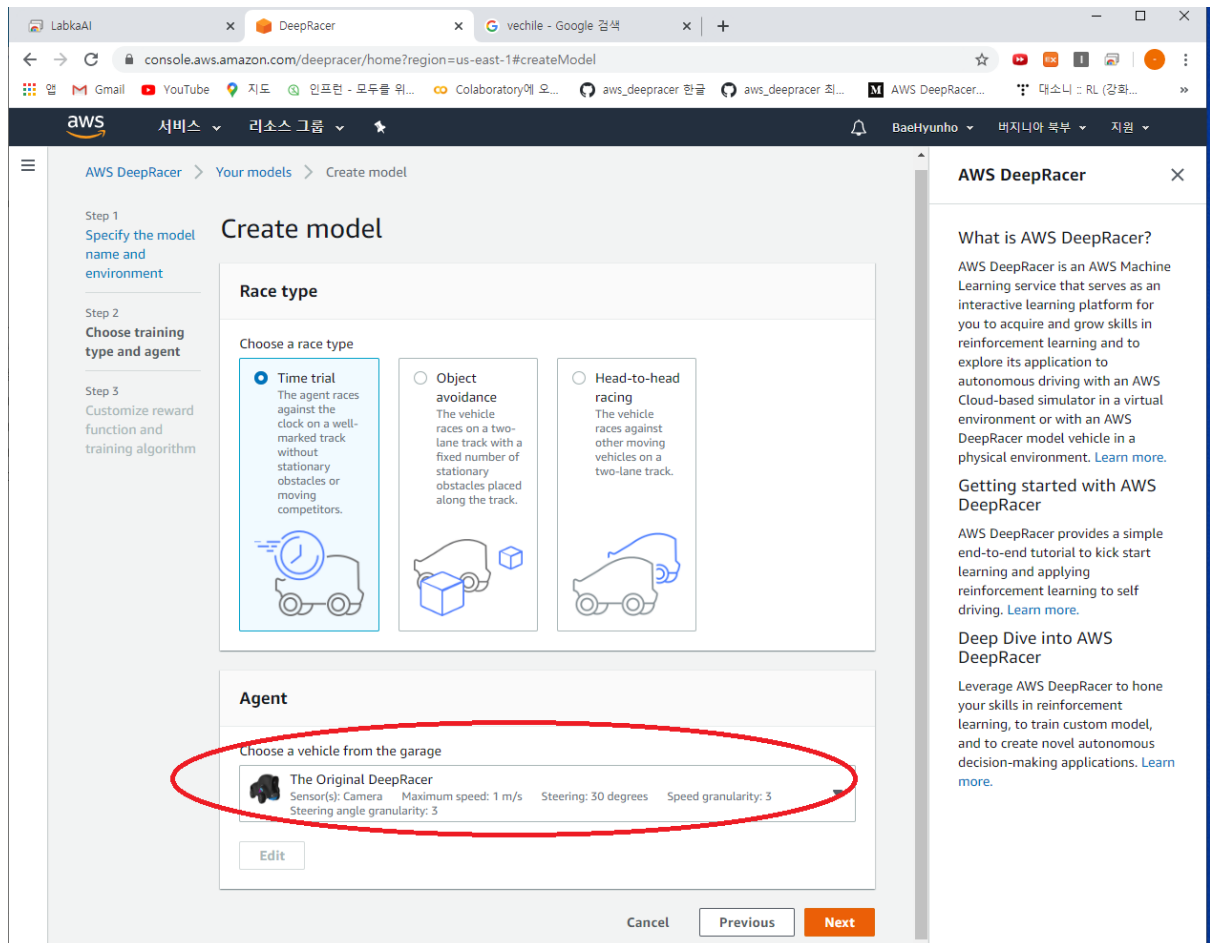 LabkaAI
DeepRacer
vechile - Google 검색
console.aws.amazon.com/deepracer/home?region=us-east-1#createModel
앱 Gmail YouTube 지도 인프런 - 모두를 위... Colaboratory에 오... aws_deepracer 한글 aws_deepracer 최... AWS DeepRacer... 대소니 :: RL (강화...
aws 서비스 리소스 그룹 BaeHyunho 버지니아 북부 지원
AWS DeepRacer > Your models > Create model
Step 1
Specify the model
name and
environment
Step 2
Choose training
type and agent
Step 3
Customize reward
function and
training algorithm
Create model
Race type
Choose a race type
Time trial
The agent races
against the
clock on a well-
marked track
without
stationary
obstacles or
moving
competitors.
Object
avoidance
The vehicle
races on a two-
lane track with a
fixed number of
stationary
obstacles placed
along the track.
Head-to-head
racing
The vehicle
races against
other moving
vehicles on a
two-lane track.
Agent
Choose a vehicle from the garage
The Original DeepRacer
Sensor(s): Camera Maximum speed: 1 m/s Steering: 30 degrees Speed granularity: 3
Steering angle granularity: 3
Edit
Cancel Previous Next
AWS DeepRacer
What is AWS DeepRacer?
AWS DeepRacer is an AWS Machine
Learning service that serves as an
interactive learning platform for
you to acquire and grow skills in
reinforcement learning and to
explore its application to
autonomous driving with an AWS
Cloud-based simulator in a virtual
environment or with an AWS
DeepRacer model vehicle in a
physical environment. Learn more.
Getting started with AWS
DeepRacer
AWS DeepRacer provides a simple
end-to-end tutorial to kick start
learning and applying
reinforcement learning to self
driving. Learn more.
Deep Dive into AWS
DeepRacer
Leverage AWS DeepRacer to hone
your skills in reinforcement
learning, to train custom model,
and to create novel autonomous
decision-making applications. Learn
more.